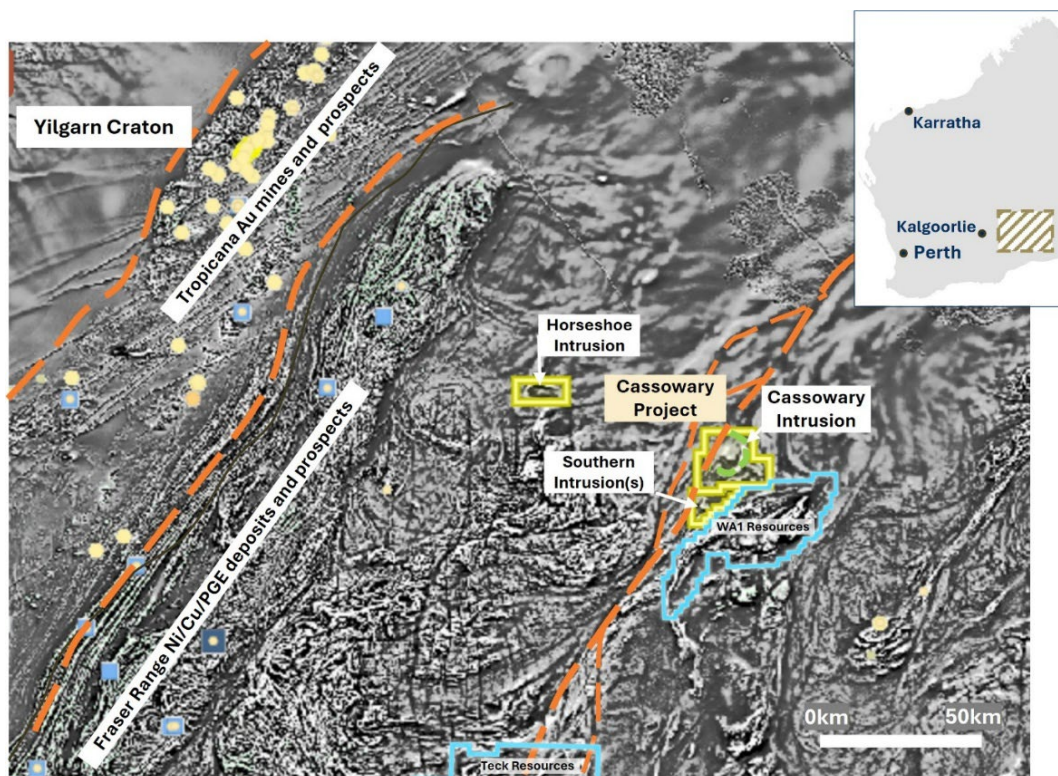 Karratha
Kalgoorlie
Perth
Yilgarn Craton
Tropicana Au mines and prospects
Fraser Range Ni/Cu/PGE deposits and prospects
Horseshoe
Intrusion
Cassowary
Project
Cassowary
Intrusion
Southern
Intrusion(s)
WA1 Resources
Teck Resources
0km
50km